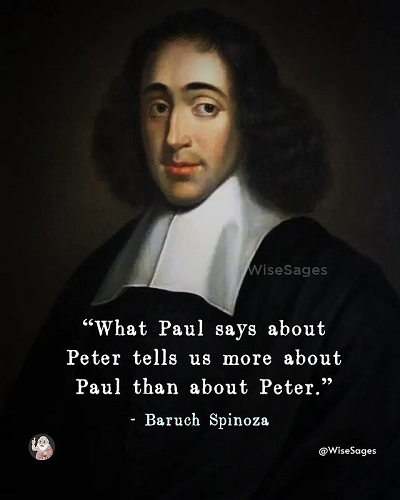 WiseSages
“What Paul says about
Peter tells us more about
Paul than about Peter.”
- Baruch Spinoza
@WiseSages